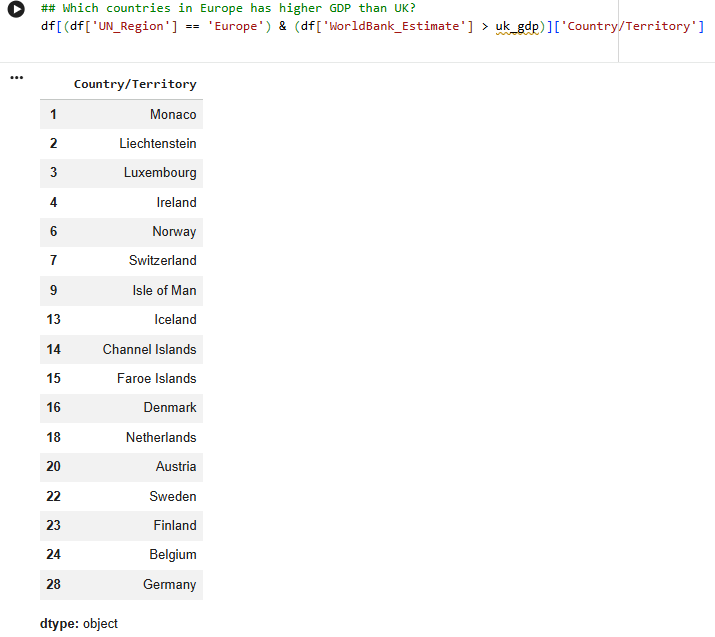 ## Which countries in Europe has higher GDP than UK?
df[(df['UN_Region'] == 'Europe') & (df['WorldBank_Estimate'] > uk_gdp)]['Country/Territory']
Country/Territory
1 Monaco
2 Liechtenstein
3 Luxembourg
4 Ireland
6 Norway
7 Switzerland
9 Isle of Man
13 Iceland
14 Channel Islands
15 Faroe Islands
16 Denmark
18 Netherlands
20 Austria
22 Sweden
23 Finland
24 Belgium
28 Germany
dtype: object